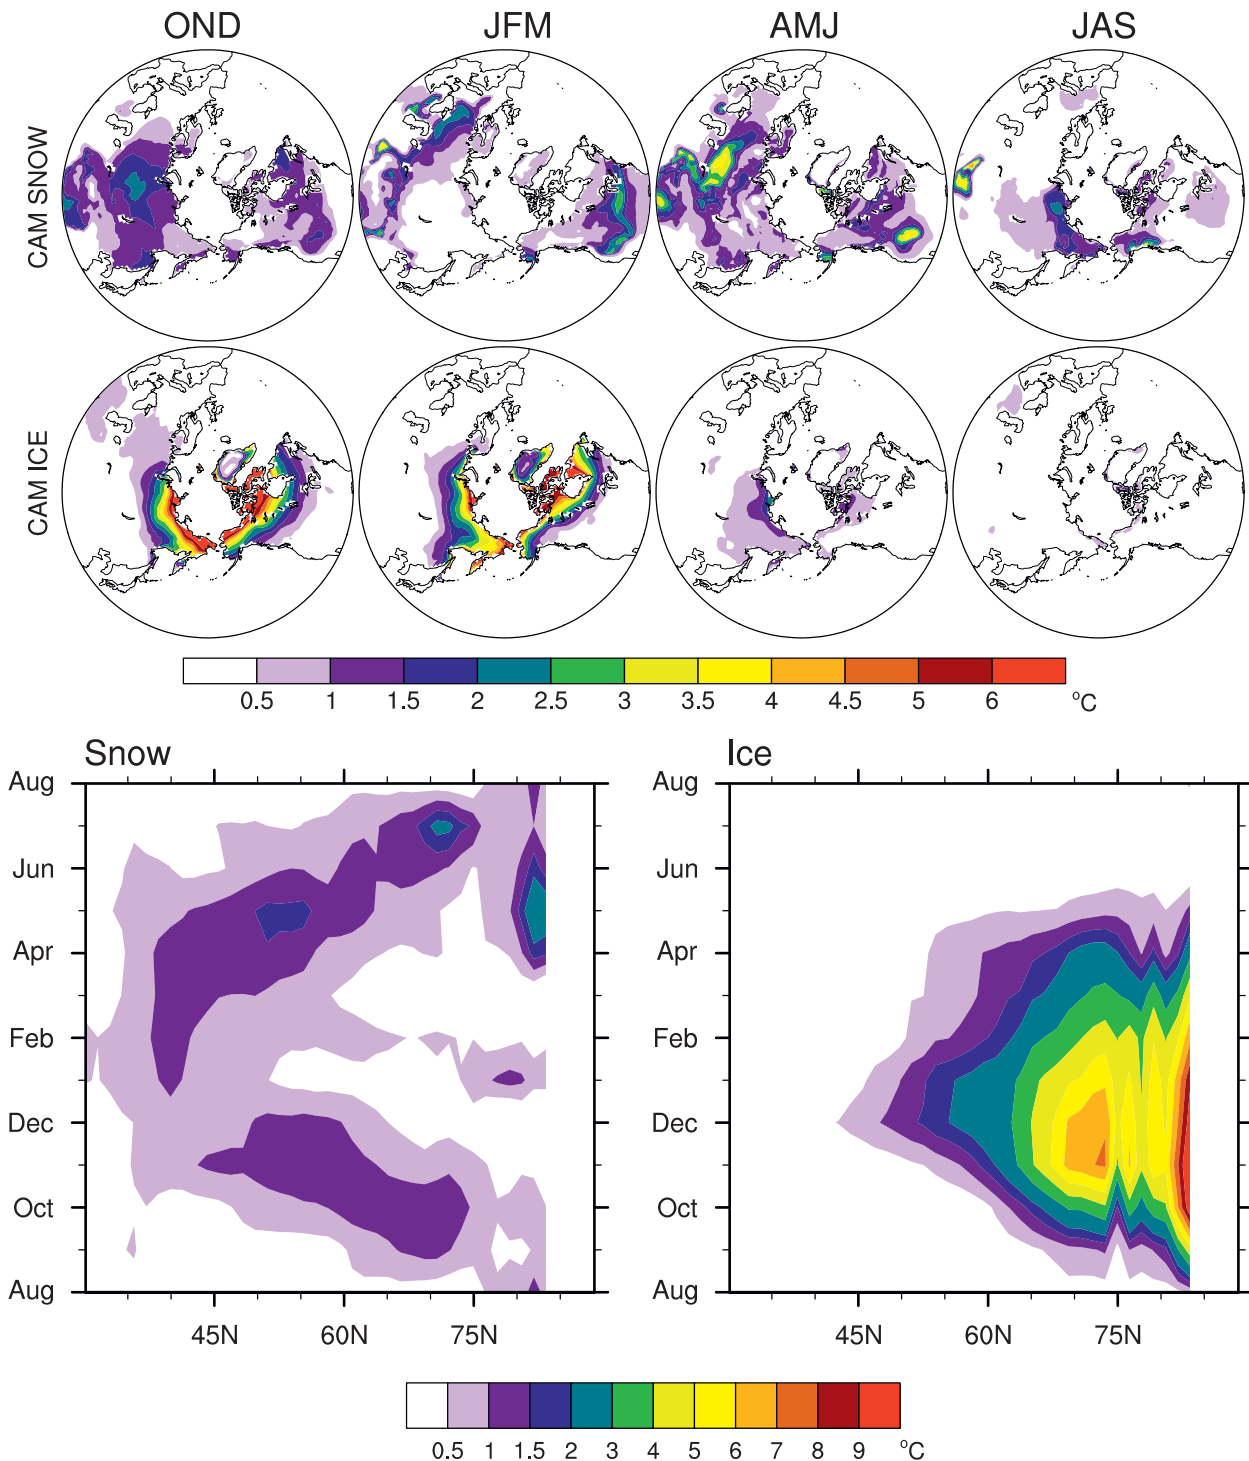 OND JFM AMJ JAS
CAM SNOW
CAM ICE
0.5 1 1.5 2 2.5 3 3.5 4 4.5 5 6 °C
Snow Ice
Aug Aug
Jun Jun
Apr Apr
Feb Feb
Dec Dec
Oct Oct
Aug Aug
45N 60N 75N 45N 60N 75N
0.5 1 1.5 2 3 4 5 6 7 8 9 °C